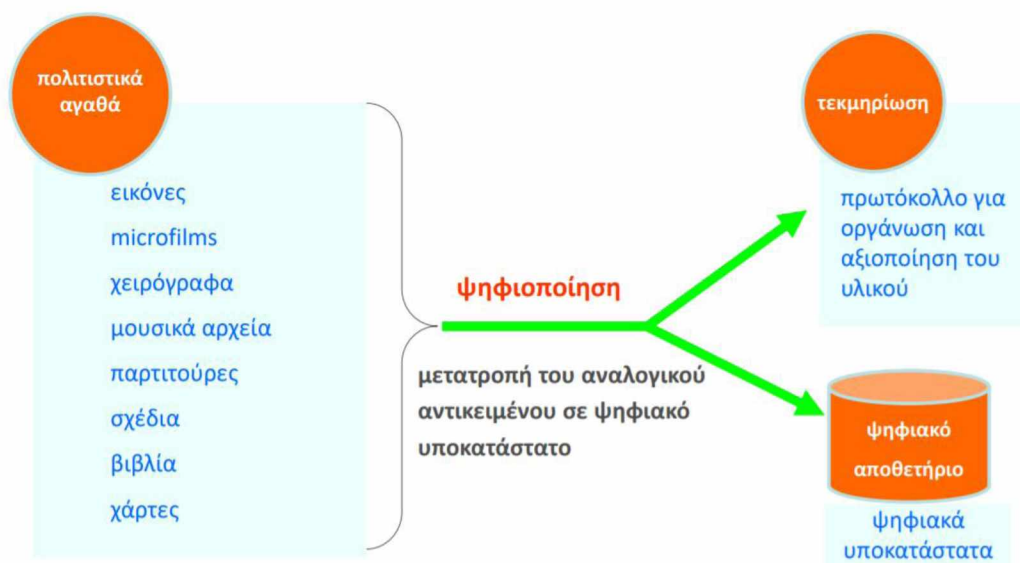 πολιτιστικά
αγαθά
εικόνες
microfilms
χειρόγραφα
μουσικά αρχεία
παρτιτούρες
σχέδια
βιβλία
χάρτες
ψηφιοποίηση
μετατροπή του αναλογικού
αντικειμένου σε ψηφιακό
υποκατάστατο
τεκμηρίωση
πρωτόκολλο για
οργάνωση και
αξιοποίηση του
υλικού
ψηφιακό
αποθετήριο
ψηφιακά
υποκατάστατα